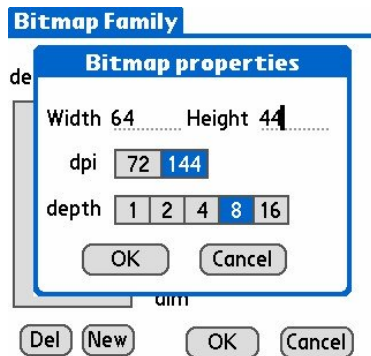 Bitmap Family
Bitmap properties
de
Width 64 Height 44
dpi 72 144
depth 1 2 4 8 16
OK Cancel
Del New OK Cancel